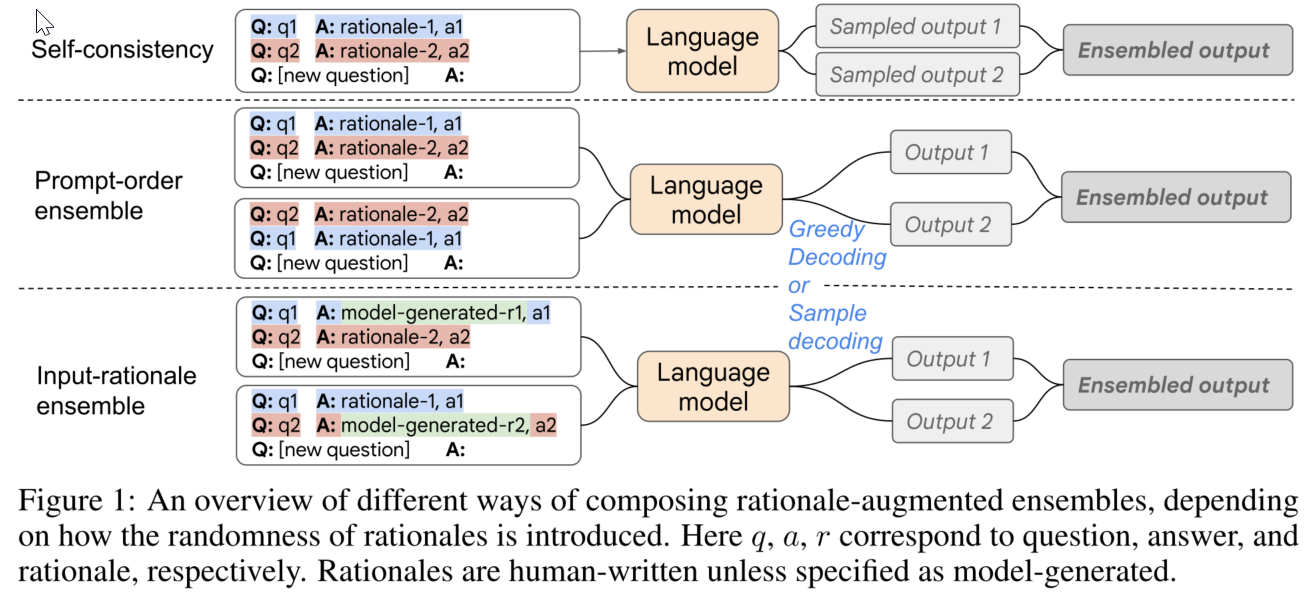 Self-consistency
Q: q1 A: rationale-1, a1
Q: q2 A: rationale-2, a2
Q: [new question] A:
Language
model
Sampled output 1
Sampled output 2
Ensembled output
Prompt-order
ensemble
Q: q1 A: rationale-1, a1
Q: q2 A: rationale-2, a2
Q: [new question] A:
Q: q2 A: rationale-2, a2
Q: q1 A: rationale-1, a1
Q: [new question] A:
Language
model
Output 1
Output 2
Ensembled output
Greedy
Decoding
or
Sample
decoding
Input-rationale
ensemble
Q: q1 A: model-generated-r1, a1
Q: q2 A: rationale-2, a2
Q: [new question] A:
Q: q1 A: rationale-1, a1
Q: q2 A: model-generated-r2, a2
Q: [new question] A:
Language
model
Output 1
Output 2
Ensembled output
Figure 1: An overview of different ways of composing rationale-augmented ensembles, depending
on how the randomness of rationales is introduced. Here q, a, r correspond to question, answer, and
rationale, respectively. Rationales are human-written unless specified as model-generated.